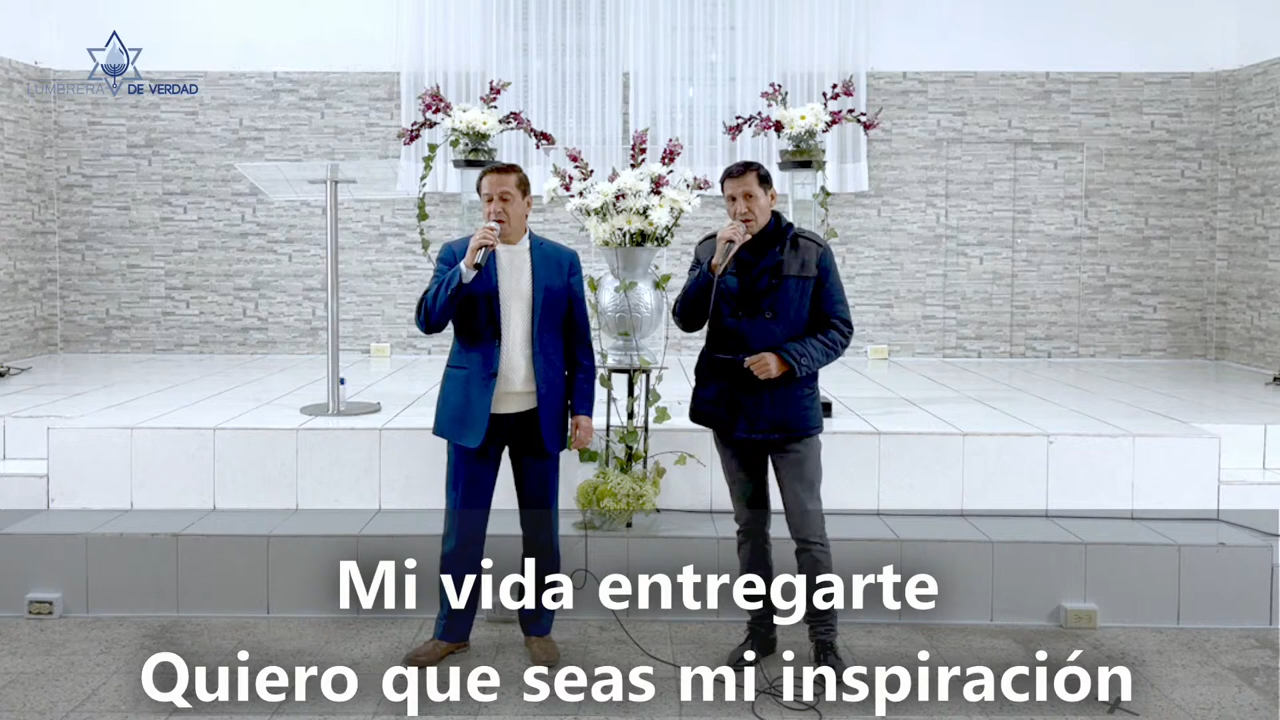 LUMBRERA DE VERDAD
Mi vida entregarte
Quiero que seas mi inspiración